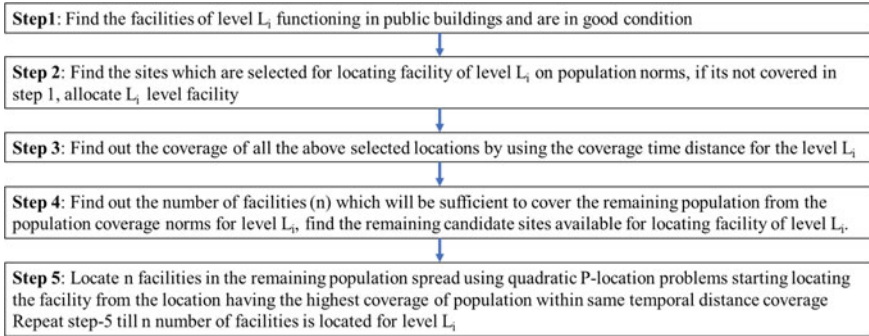 Step1: Find the facilities of level Li functioning in public buildings and are in good condition
Step 2: Find the sites which are selected for locating facility of level Li on population norms, if its not covered in
step 1, allocate Li level facility
Step 3: Find out the coverage of all the above selected locations by using the coverage time distance for the level Li
Step 4: Find out the number of facilities (n) which will be sufficient to cover the remaining population from the
population coverage norms for level Li, find the remaining candidate sites available for locating facility of level Li.
Step 5: Locate n facilities in the remaining population spread using quadratic P-location problems starting locating
the facility from the location having the highest coverage of population within same temporal distance coverage
Repeat step-5 till n number of facilities is located for level Li